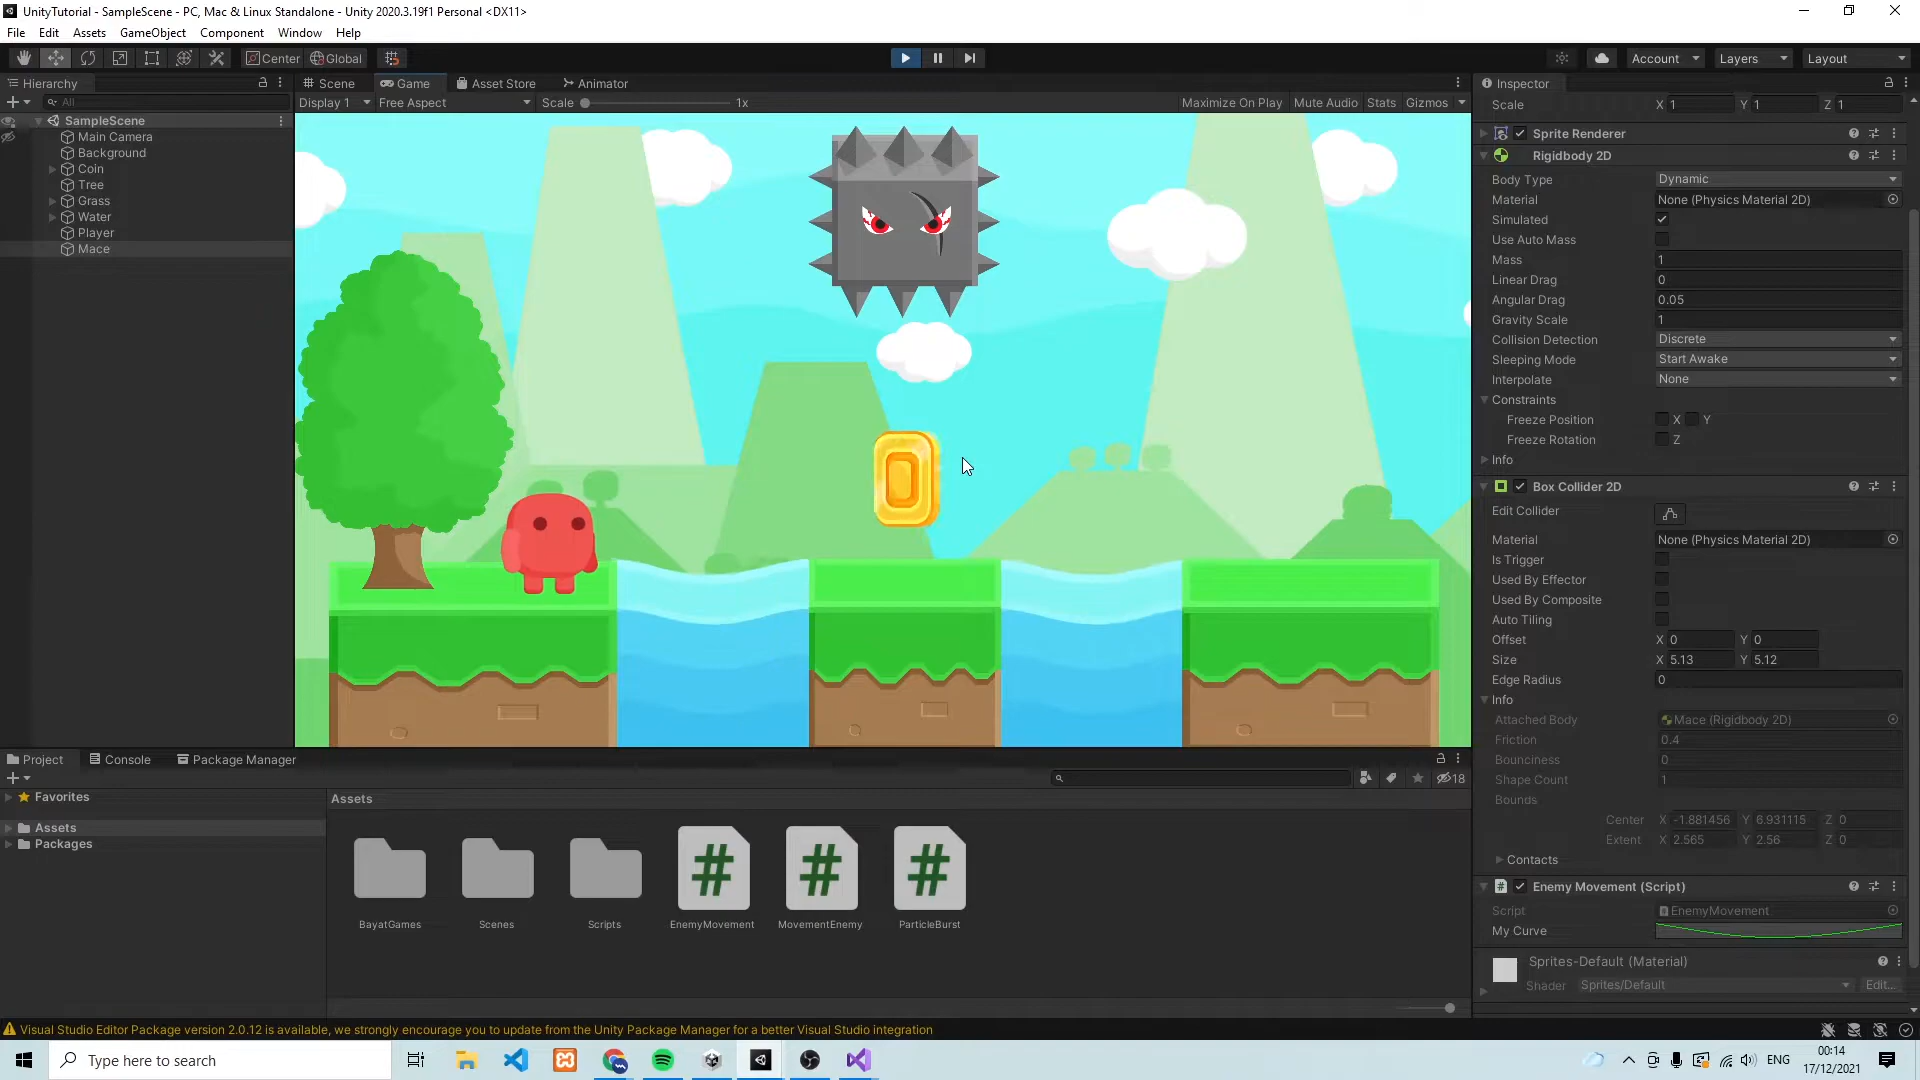 UnityTutorial - SampleScene - PC, Mac & Linux Standalone - Unity 2020.3.19f1 Personal <DX11>
File Edit Assets GameObject Component Window Help
Center Global Account Layers Layout
Hierarchy
All
SampleScene
Main Camera
Background
Coin
Tree
Grass
Water
Player
Mace
Scene Game Asset Store Animator
Display 1 Free Aspect Scale 1x Maximize On Play Mute Audio Stats Gizmos
Inspector
Scale X 1 Y 1 Z 1
Sprite Renderer
Rigidbody 2D
Body Type Dynamic
Material None (Physics Material 2D)
Simulated
Use Auto Mass
Mass 1
Linear Drag 0
Angular Drag 0.05
Gravity Scale 1
Collision Detection Discrete
Sleeping Mode Start Awake
Interpolate None
Constraints
Freeze Position X Y
Freeze Rotation Z
Info
Box Collider 2D
Edit Collider
Material None (Physics Material 2D)
Is Trigger
Used By Effector
Used By Composite
Auto Tiling
Offset X 0 Y 0
Size X 5.13 Y 5.12
Edge Radius 0
Info
Attached Body Mace (Rigidbody 2D)
Friction 0.4
Bounciness 0
Shape Count 1
Bounds
Center X -1.881456 Y 6.931115 Z 0
Extent X 2.565 Y 2.56 Z 0
Contacts
Enemy Movement (Script)
Script EnemyMovement
My Curve
Sprites-Default (Material)
Shader Sprites/Default Edit...
Project Console Package Manager
18
Favorites
Assets
Packages
Assets
BayatGames Scenes Scripts EnemyMovement MovementEnemy ParticleBurst
Visual Studio Editor Package version 2.0.12 is available, we strongly encourage you to update from the Unity Package Manager for a better Visual Studio integration
Type here to search
ENG
00:14
17/12/2021